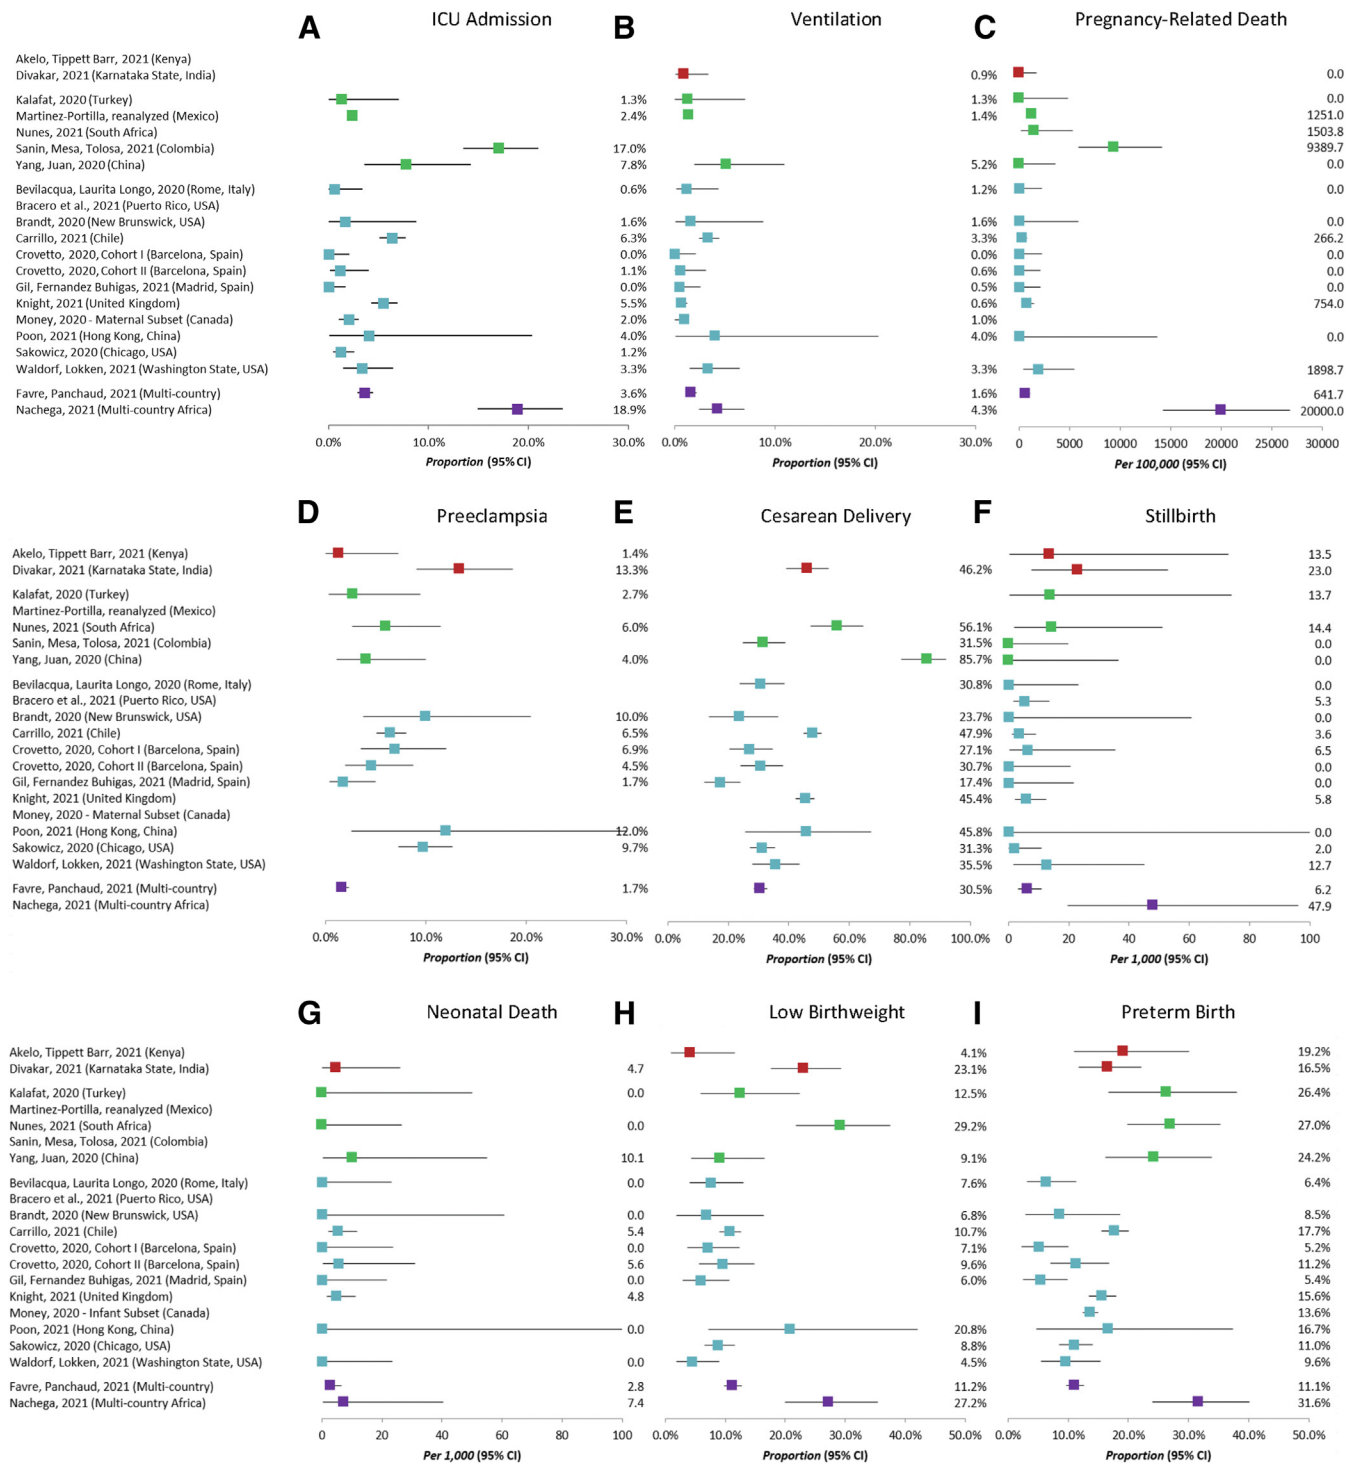 A ICU Admission B Ventilation C Pregnancy-Related Death
Akelo, Tippett Barr, 2021 (Kenya)
Divakar, 2021 (Karnataka State, India) 0.9% 0.0
Kalafat, 2020 (Turkey) 1.3% 1.3% 0.0
Martinez-Portilla, reanalyzed (Mexico) 2.4% 1.4% 1251.0
Nunes, 2021 (South Africa) 1503.8
Sanin, Mesa, Tolosa, 2021 (Colombia) 17.0% 9389.7
Yang, Juan, 2020 (China) 7.8% 5.2% 0.0
Bevilacqua, Laurita Longo, 2020 (Rome, Italy) 0.6% 1.2% 0.0
Bracero et al., 2021 (Puerto Rico, USA)
Brandt, 2020 (New Brunswick, USA) 1.6% 1.6% 0.0
Carrillo, 2021 (Chile) 6.3% 3.3% 266.2
Crovetto, 2020, Cohort I (Barcelona, Spain) 0.0% 0.0% 0.0
Crovetto, 2020, Cohort II (Barcelona, Spain) 1.1% 0.6% 0.0
Gil, Fernandez Buhigas, 2021 (Madrid, Spain) 0.0% 0.5% 0.0
Knight, 2021 (United Kingdom) 5.5% 0.6% 754.0
Money, 2020 - Maternal Subset (Canada) 2.0% 1.0%
Poon, 2021 (Hong Kong, China) 4.0% 4.0% 0.0
Sakowicz, 2020 (Chicago, USA) 1.2%
Waldorf, Lokken, 2021 (Washington State, USA) 3.3% 3.3% 1898.7
Favre, Panchaud, 2021 (Multi-country) 3.6% 1.6% 641.7
Nachega, 2021 (Multi-country Africa) 18.9% 4.3% 20000.0
0.0% 10.0% 20.0% 30.0% 0.0% 10.0% 20.0% 30.0% 0 5000 10000 15000 20000 25000 30000
Proportion (95% CI) Proportion (95% CI) Per 100,000 (95% CI)
D Preeclampsia E Cesarean Delivery F Stillbirth
Akelo, Tippett Barr, 2021 (Kenya) 1.4% 13.5
Divakar, 2021 (Karnataka State, India) 13.3% 46.2% 23.0
Kalafat, 2020 (Turkey) 2.7% 13.7
Martinez-Portilla, reanalyzed (Mexico)
Nunes, 2021 (South Africa) 6.0% 56.1% 14.4
Sanin, Mesa, Tolosa, 2021 (Colombia) 31.5% 0.0
Yang, Juan, 2020 (China) 4.0% 85.7% 0.0
Bevilacqua, Laurita Longo, 2020 (Rome, Italy) 30.8% 0.0
Bracero et al., 2021 (Puerto Rico, USA) 5.3
Brandt, 2020 (New Brunswick, USA) 10.0% 23.7% 0.0
Carrillo, 2021 (Chile) 6.5% 47.9% 3.6
Crovetto, 2020, Cohort I (Barcelona, Spain) 6.9% 27.1% 6.5
Crovetto, 2020, Cohort II (Barcelona, Spain) 4.5% 30.7% 0.0
Gil, Fernandez Buhigas, 2021 (Madrid, Spain) 1.7% 17.4% 0.0
Knight, 2021 (United Kingdom) 45.4% 5.8
Money, 2020 - Maternal Subset (Canada)
Poon, 2021 (Hong Kong, China) 12.0% 45.8% 0.0
Sakowicz, 2020 (Chicago, USA) 9.7% 31.3% 2.0
Waldorf, Lokken, 2021 (Washington State, USA) 35.5% 12.7
Favre, Panchaud, 2021 (Multi-country) 1.7% 30.5% 6.2
Nachega, 2021 (Multi-country Africa) 47.9
0.0% 10.0% 20.0% 30.0% 0.0% 20.0% 40.0% 60.0% 80.0% 100.0% 0 20 40 60 80 100
Proportion (95% CI) Proportion (95% CI) Per 1,000 (95% CI)
G Neonatal Death H Low Birthweight I Preterm Birth
Akelo, Tippett Barr, 2021 (Kenya) 4.1% 19.2%
Divakar, 2021 (Karnataka State, India) 4.7 23.1% 16.5%
Kalafat, 2020 (Turkey) 0.0 12.5% 26.4%
Martinez-Portilla, reanalyzed (Mexico)
Nunes, 2021 (South Africa) 0.0 29.2% 27.0%
Sanin, Mesa, Tolosa, 2021 (Colombia)
Yang, Juan, 2020 (China) 10.1 9.1% 24.2%
Bevilacqua, Laurita Longo, 2020 (Rome, Italy) 0.0 7.6% 6.4%
Bracero et al., 2021 (Puerto Rico, USA)
Brandt, 2020 (New Brunswick, USA) 0.0 6.8% 8.5%
Carrillo, 2021 (Chile) 5.4 10.7% 17.7%
Crovetto, 2020, Cohort I (Barcelona, Spain) 0.0 7.1% 5.2%
Crovetto, 2020, Cohort II (Barcelona, Spain) 5.6 9.6% 11.2%
Gil, Fernandez Buhigas, 2021 (Madrid, Spain) 0.0 6.0% 5.4%
Knight, 2021 (United Kingdom) 4.8 15.6%
Money, 2020 - Infant Subset (Canada) 13.6%
Poon, 2021 (Hong Kong, China) 0.0 20.8% 16.7%
Sakowicz, 2020 (Chicago, USA) 8.8% 11.0%
Waldorf, Lokken, 2021 (Washington State, USA) 0.0 4.5% 9.6%
Favre, Panchaud, 2021 (Multi-country) 2.8 11.2% 11.1%
Nachega, 2021 (Multi-country Africa) 7.4 27.2% 31.6%
0 20 40 60 80 100 0.0% 10.0% 20.0% 30.0% 40.0% 50.0% 0.0% 10.0% 20.0% 30.0% 40.0% 50.0%
Per 1,000 (95% CI) Proportion (95% CI) Proportion (95% CI)